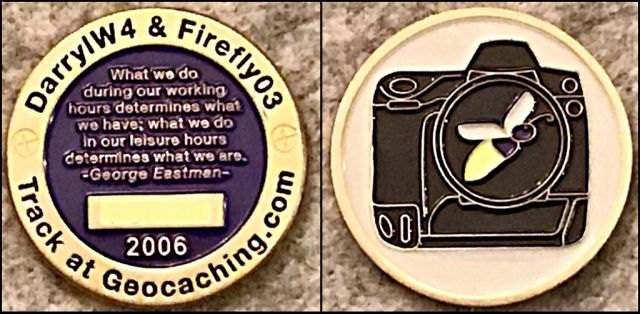 DarrylW4 & Firefly03
What we do
during our working
hours determines what
we have; what we do
in our leisure hours
determines what we are.
-George Eastman-
2006
Track at Geocaching.com